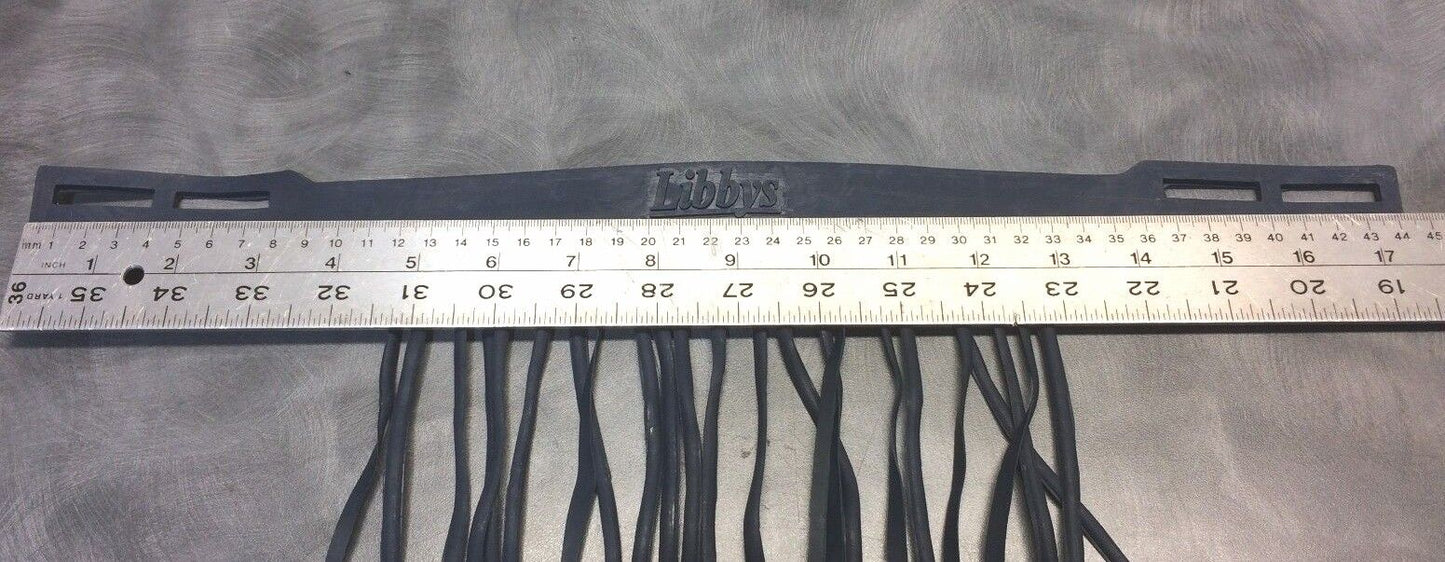 Libbys
mm 1 2 3 4 5 6 7 8 9 10 11 12 13 14 15 16 17 18 19 20 21 22 23 24 25 26 27 28 29 30 31 32 33 34 35 36 37 38 39 40 41 42 43 44 45
INCH 1 2 3 4 5 6 7 8 9 10 11 12 13 14 15 16 17
36 1 YARD 35 34 33 32 31 30 29 28 27 26 25 24 23 22 21 20 19